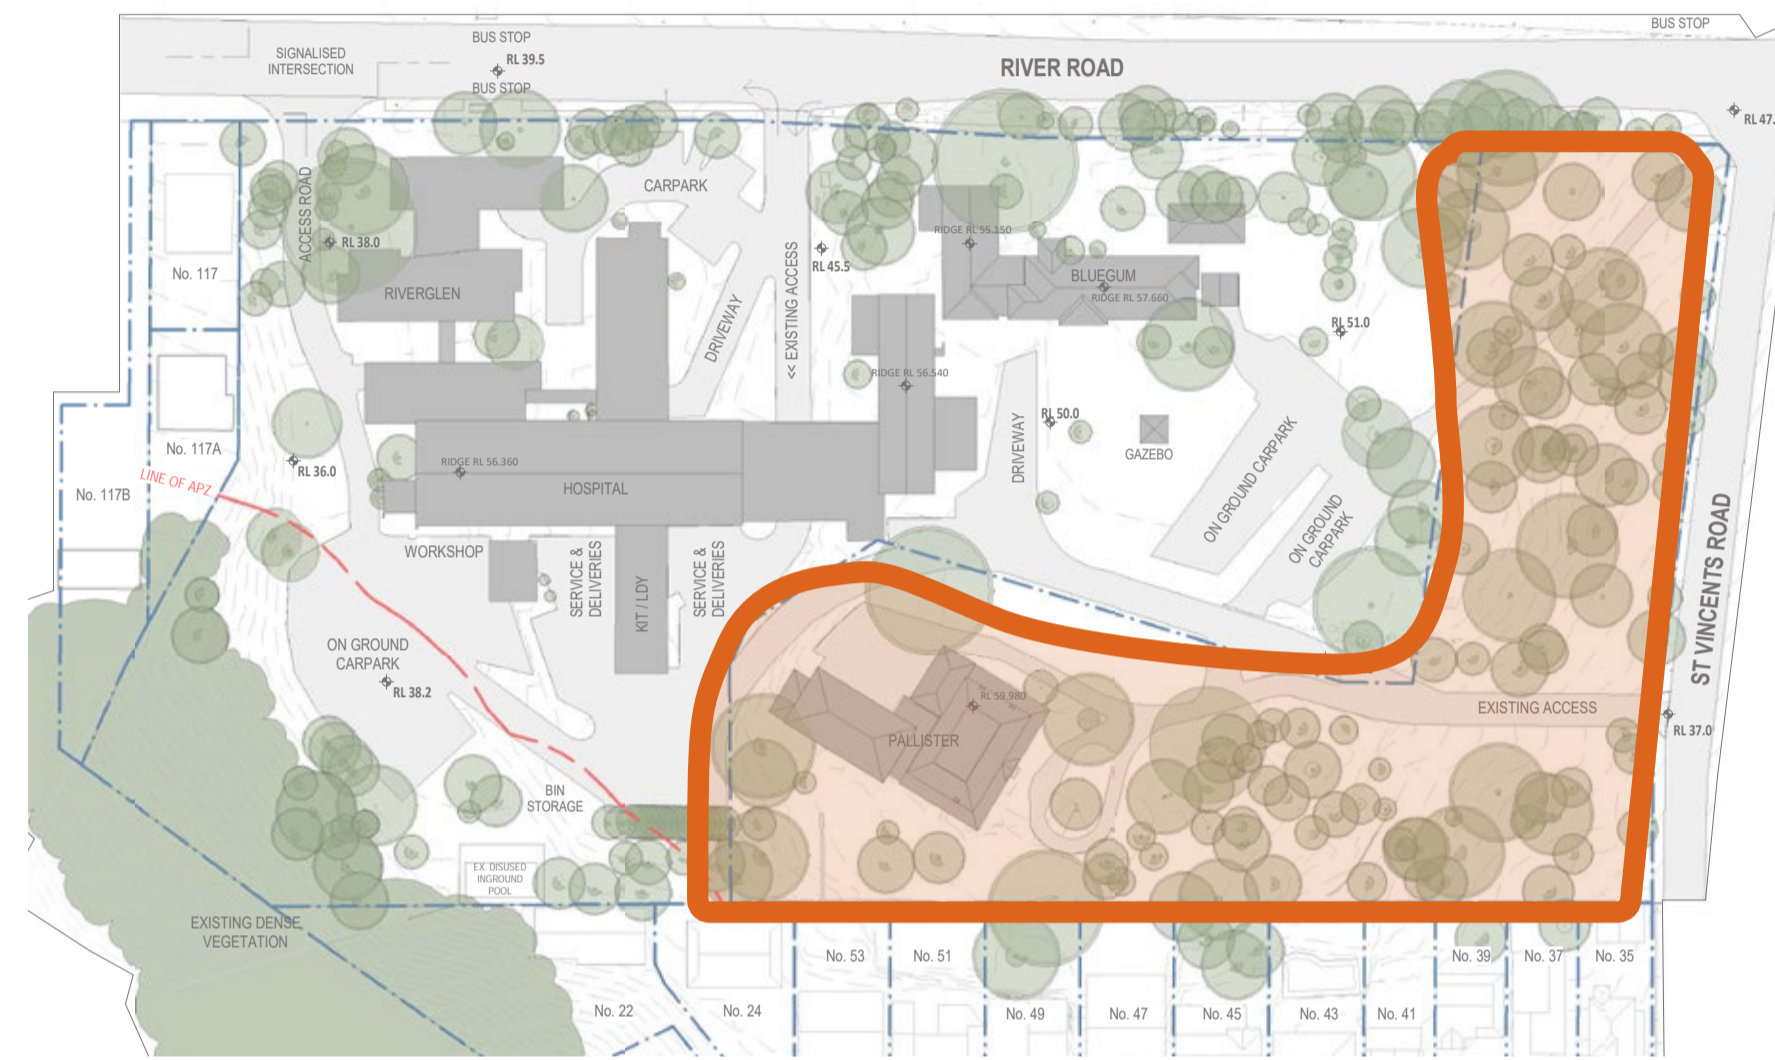 BUS STOP
BUS STOP
SIGNALISED
INTERSECTION
RL 39.5
BUS STOP
RIVER ROAD
RL 47.
ACCESS ROAD
CARPARK
No. 117
RL 38.0
RIVERGLEN
DRIVEWAY
<< EXISTING ACCESS
RL 45.5
RIDGE RL 55.150
BLUEGUM
RIDGE RL 57.660
RL 51.0
RIDGE RL 56.540
DRIVEWAY
RL 50.0
GAZEBO
ON GROUND CARPARK
ON GROUND
CARPARK
ST VINCENTS ROAD
No. 117A
LINE OF APZ
No. 117B
RL 36.0
RIDGE RL 56.360
HOSPITAL
WORKSHOP
SERVICE &
DELIVERIES
KIT / LDY
SERVICE &
DELIVERIES
ON GROUND
CARPARK
RL 38.2
RL 59.980
PALLISTER
EXISTING ACCESS
RL 37.0
BIN
STORAGE
EX. DISUSED
INGROUND
POOL
EXISTING DENSE
VEGETATION
No. 53
No. 51
No. 39
No. 37
No. 35
No. 22
No. 24
No. 49
No. 47
No. 45
No. 43
No. 41